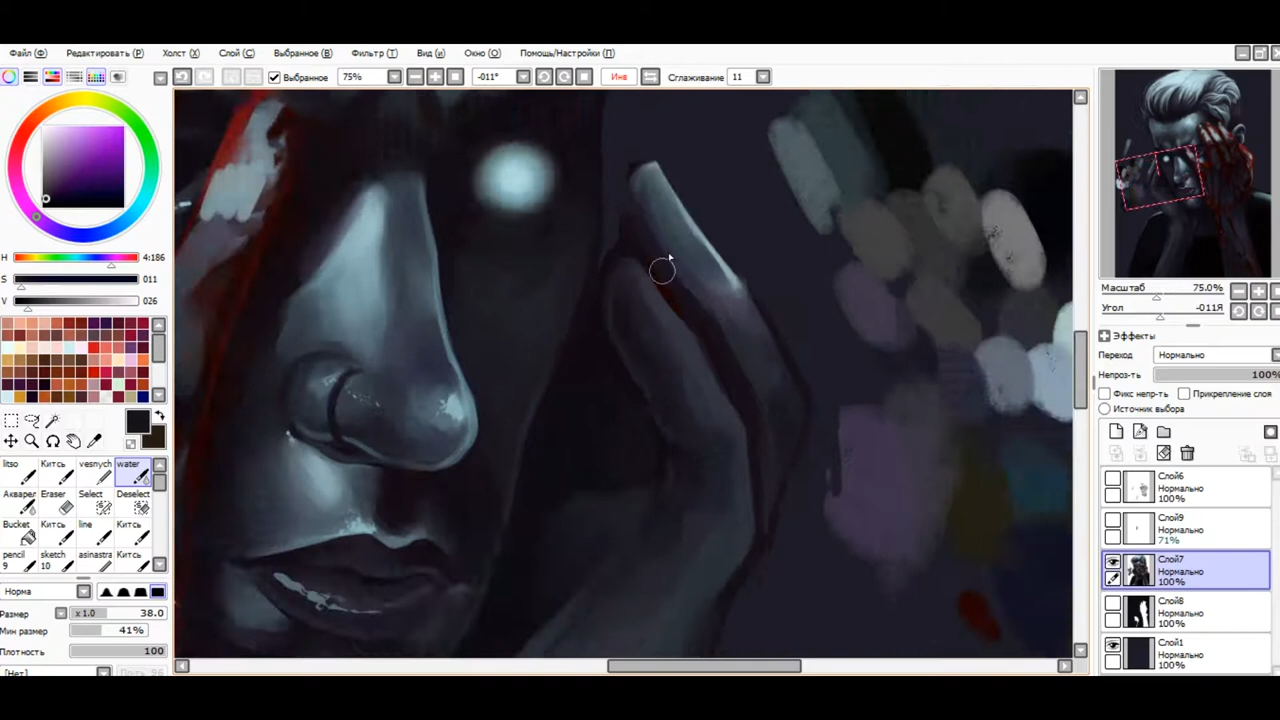 Файл (Ф) Редактировать (Р) Холст (X) Слой (С) Выбранное (В) Фильтр (Т) Вид (и) Окно (О) Помощь/Настройки (П)
Выбранное 75% -011° Инв Сглаживание 11
H 4:186
S 011
V 026
litso Китсь vesnych water
Акварел Eraser Select Deselect
Bucket Китсь line Китсь
pencil sketch asinastra Китсь
9 10
Норма
Размер x 1.0 38.0
Мин размер 41%
Плотность 100
[Нет]
Масштаб 75.0%
Угол -011Я
Эффекты
Переход Нормально
Непроз-ть 100%
Фикс непр-ть Прикрепление слоя
Источник выбора
Слой6
Нормально
100%
Слой9
Нормально
71%
Слой7
Нормально
100%
Слой8
Нормально
100%
Слой1
Нормально
100%